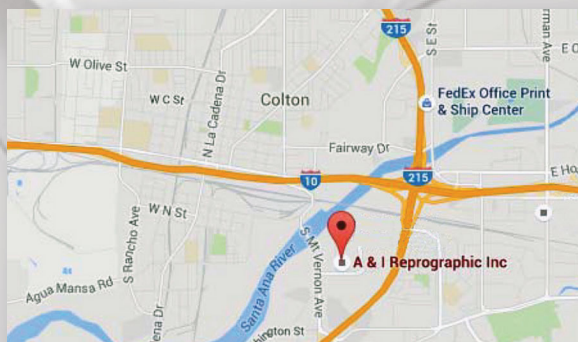 215
S E St
W Olive St
W C St
N La Cadena Dr
Colton
FedEx Office Print
& Ship Center
Fairway Dr
10
215
E Ho
W N St
S Rancho Ave
S Mt Vernon Ave
A & I Reprographic Inc
Santa Ana River
Agua Mansa Rd